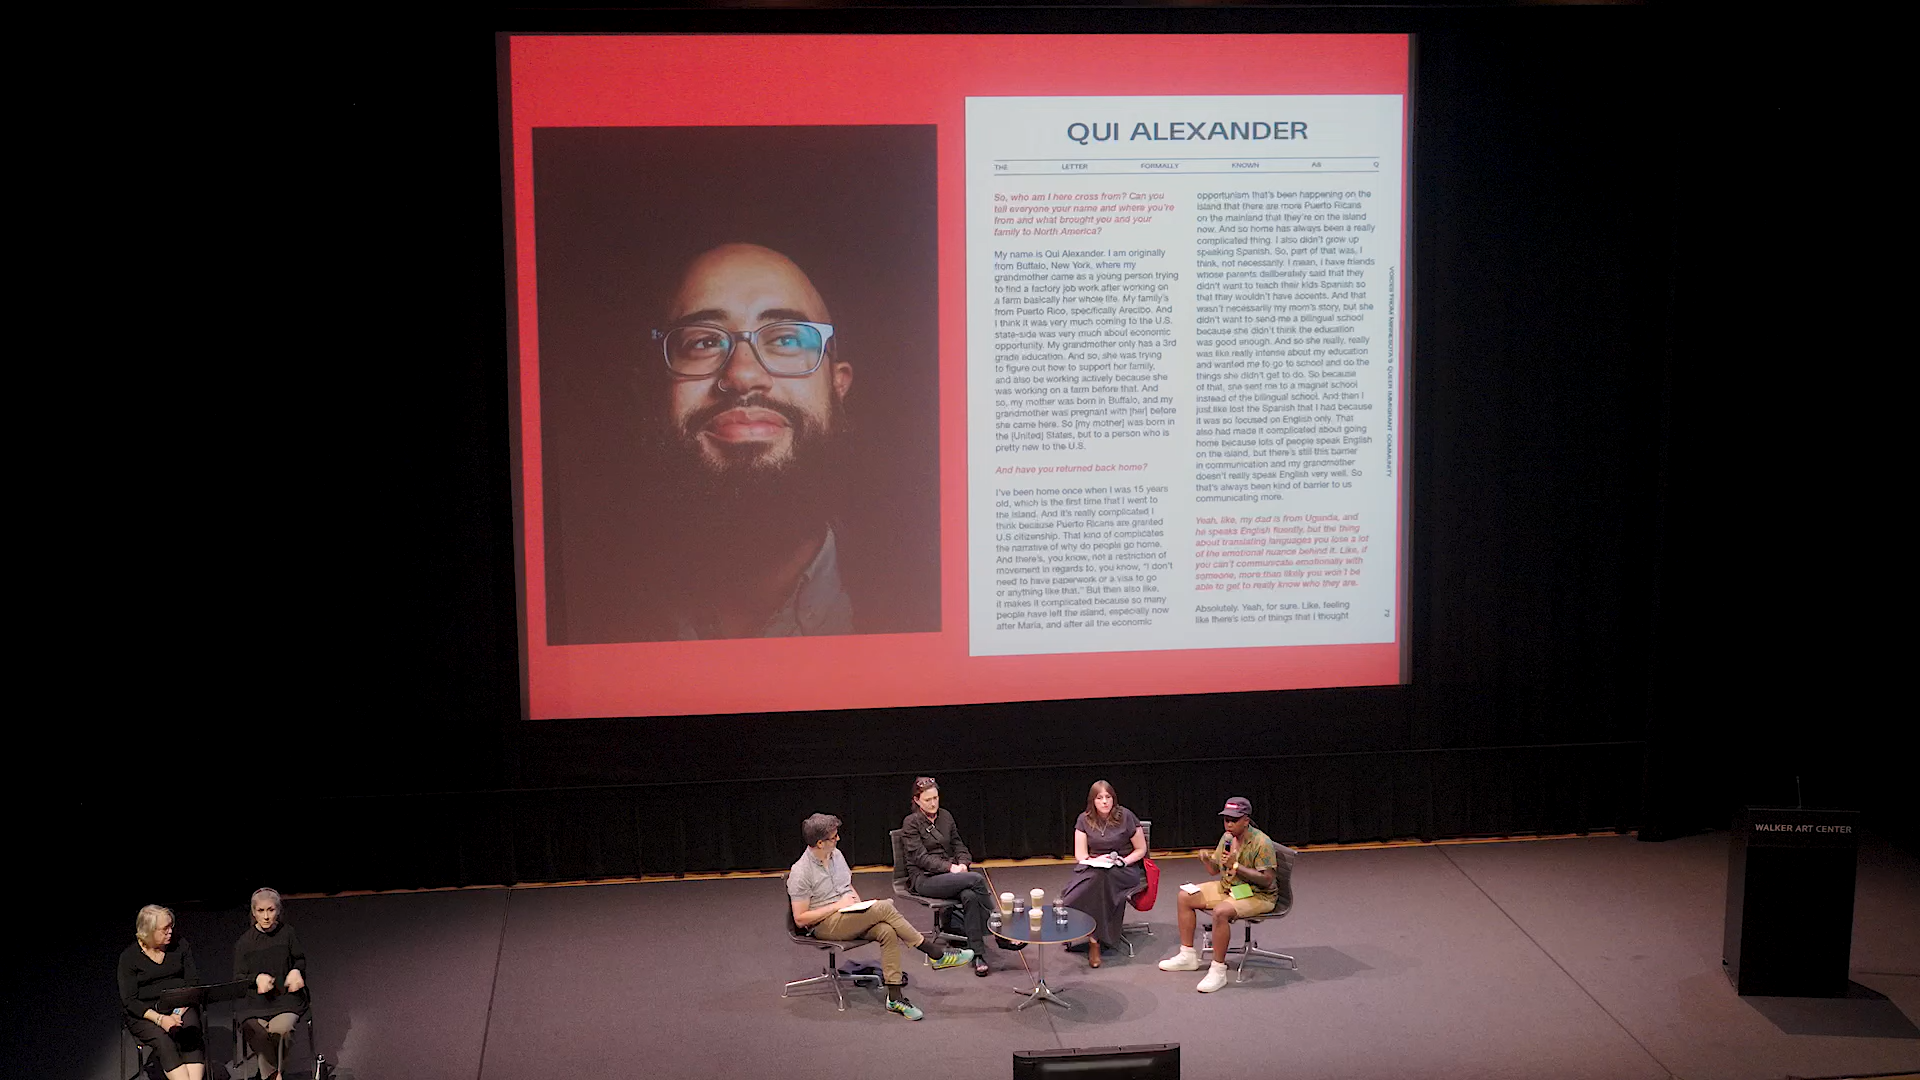 QUI ALEXANDER
THE LETTER FORMALLY KNOWN AS Q
So, who am I here cross from? Can you
tell everyone your name and where you're
from and what brought you and your
family to North America?
My name is Qui Alexander. I am originally
from Buffalo, New York, where my
grandmother came as a young person trying
to find a factory job work after working on
a farm basically her whole life. My family's
from Puerto Rico, specifically Arecibo. And
I think it was very much coming to the U.S.
state-side was very much about economic
opportunity. My grandmother only has a 3rd
grade education. And so, she was trying
to figure out how to support her family,
and also be working actively because she
was working on a farm before that. And
so, my mother was born in Buffalo, and my
grandmother was pregnant with [her] before
she came here. So [my mother] was born in
the [United] States, but to a person who is
pretty new to the U.S.
And have you returned back home?
I've been home once when I was 15 years
old, which is the first time that I went to
the island. And it's really complicated I
think because Puerto Ricans are granted
U.S citizenship. That kind of complicates
the narrative of why do people go home.
And there's, you know, not a restriction of
movement in regards to, you know, "I don't
need to have paperwork or a visa to go
or anything like that," But then also like,
it makes it complicated because so many
people have left the island, especially now
after Maria, and after all the economic
opportunism that's been happening on the
island that there are more Puerto Ricans
on the mainland that they're on the island
now. And so home has always been a really
complicated thing. I also didn't grow up
speaking Spanish. So, part of that was, I
think, not necessarily. I mean, I have friends
whose parents deliberately said that they
didn't want to teach their kids Spanish so
that they wouldn't have accents. And that
wasn't necessarily my mom's story, but she
didn't want to send me a bilingual school
because she didn't think the education
was good enough. And so she really, really
was like really intense about my education
and wanted me to go to school and do the
things she didn't get to do. So because
of that, she sent me to a magnet school
instead of the bilingual school. And then I
just like lost the Spanish that I had because
it was so focused on English only. That
also had made it complicated about going
home because lots of people speak English
on the island, but there's still this barrier
in communication and my grandmother
doesn't really speak English very well. So
that's always been kind of barrier to us
communicating more.
Yeah, like, my dad is from Uganda, and
he speaks English fluently, but the thing
about translating languages you lose a lot
of the emotional nuance behind it. Like, if
you can't communicate emotionally with
someone, more than likely you won't be
able to get to really know who they are.
Absolutely. Yeah, for sure. Like, feeling
like there's lots of things that I thought
VOICES FROM MINNESOTA'S QUEER IMMIGRANT COMMUNITY
79
WALKER ART CENTER